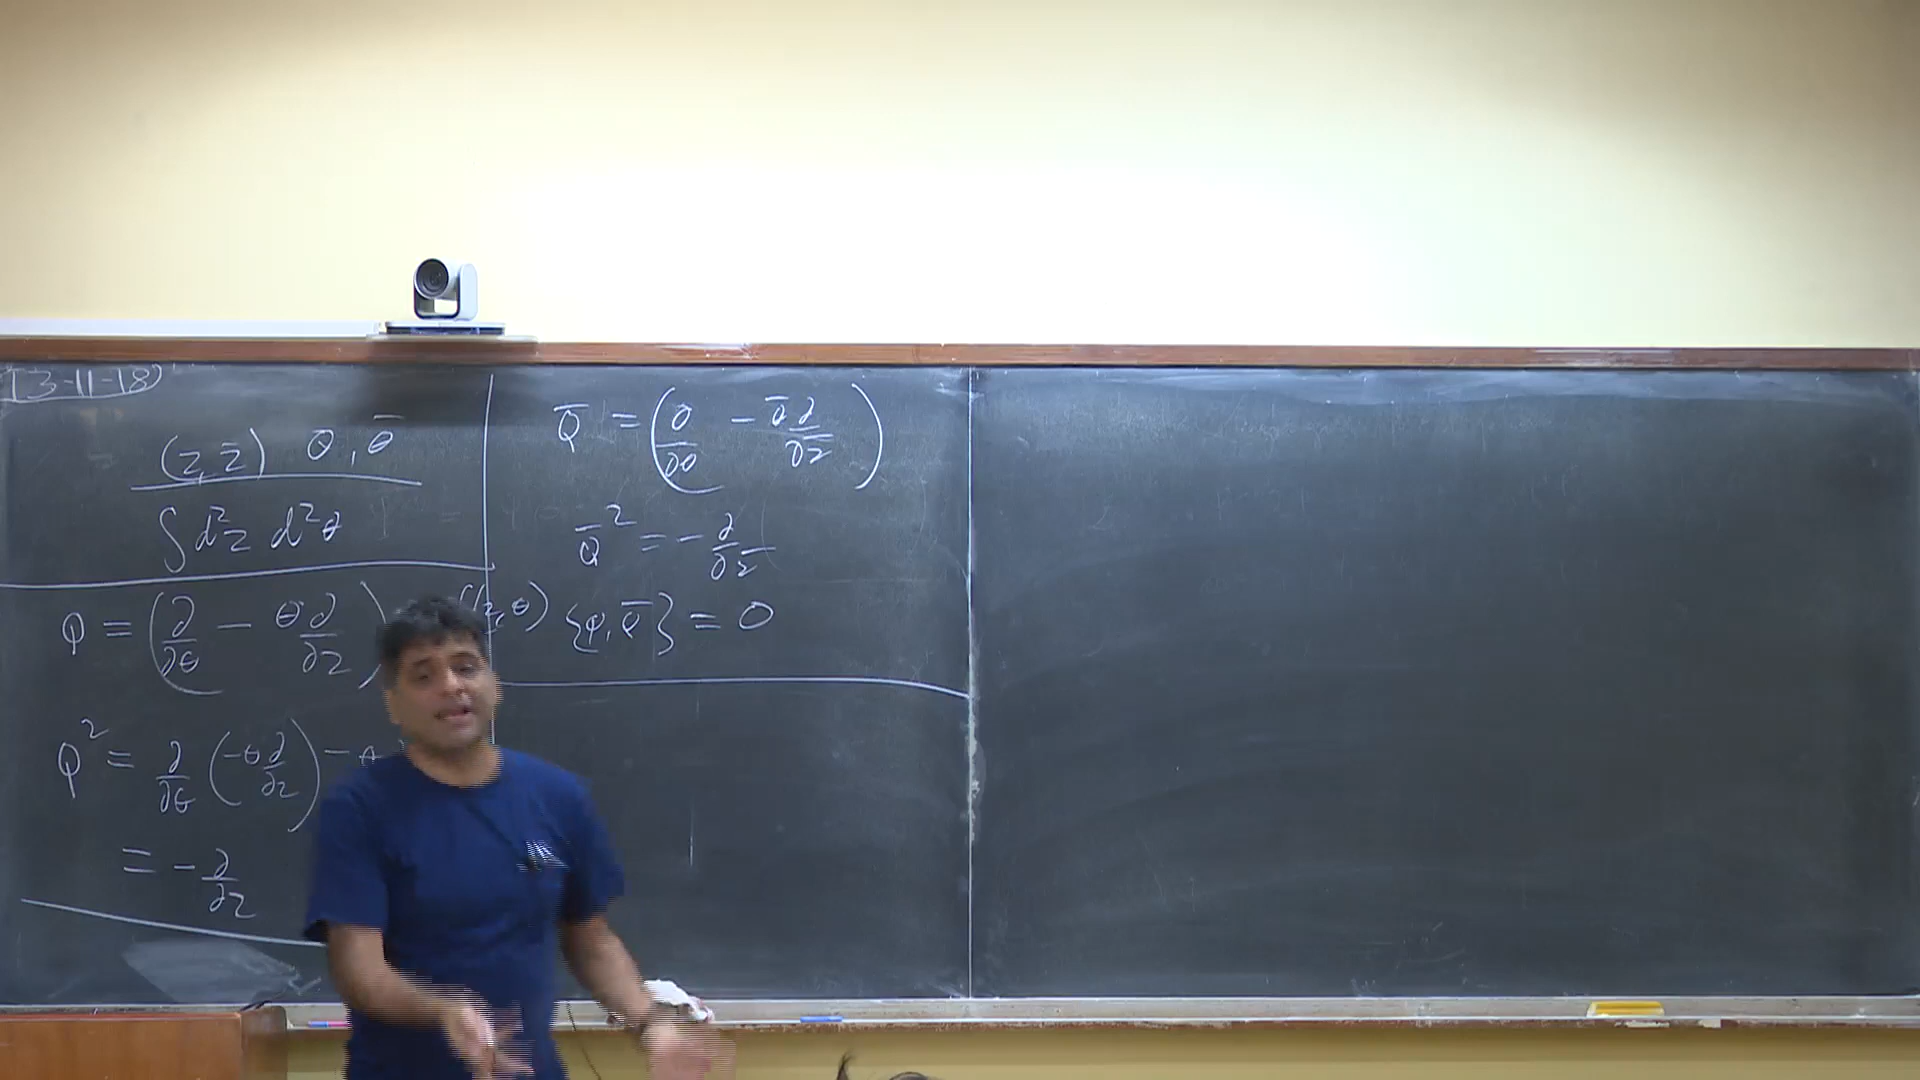 13-11-18
(z, z̄) θ, θ̄
∫ d²z d²θ
Q = (∂/∂θ − θ ∂/∂z)
(z, θ)
Q² = ∂/∂θ (−θ ∂/∂z) − θ
= − ∂/∂z
Q̄ = (∂/∂θ − θ̄ ∂/∂z̄)
Q̄² = − ∂/∂z̄
{Q, Q̄} = 0